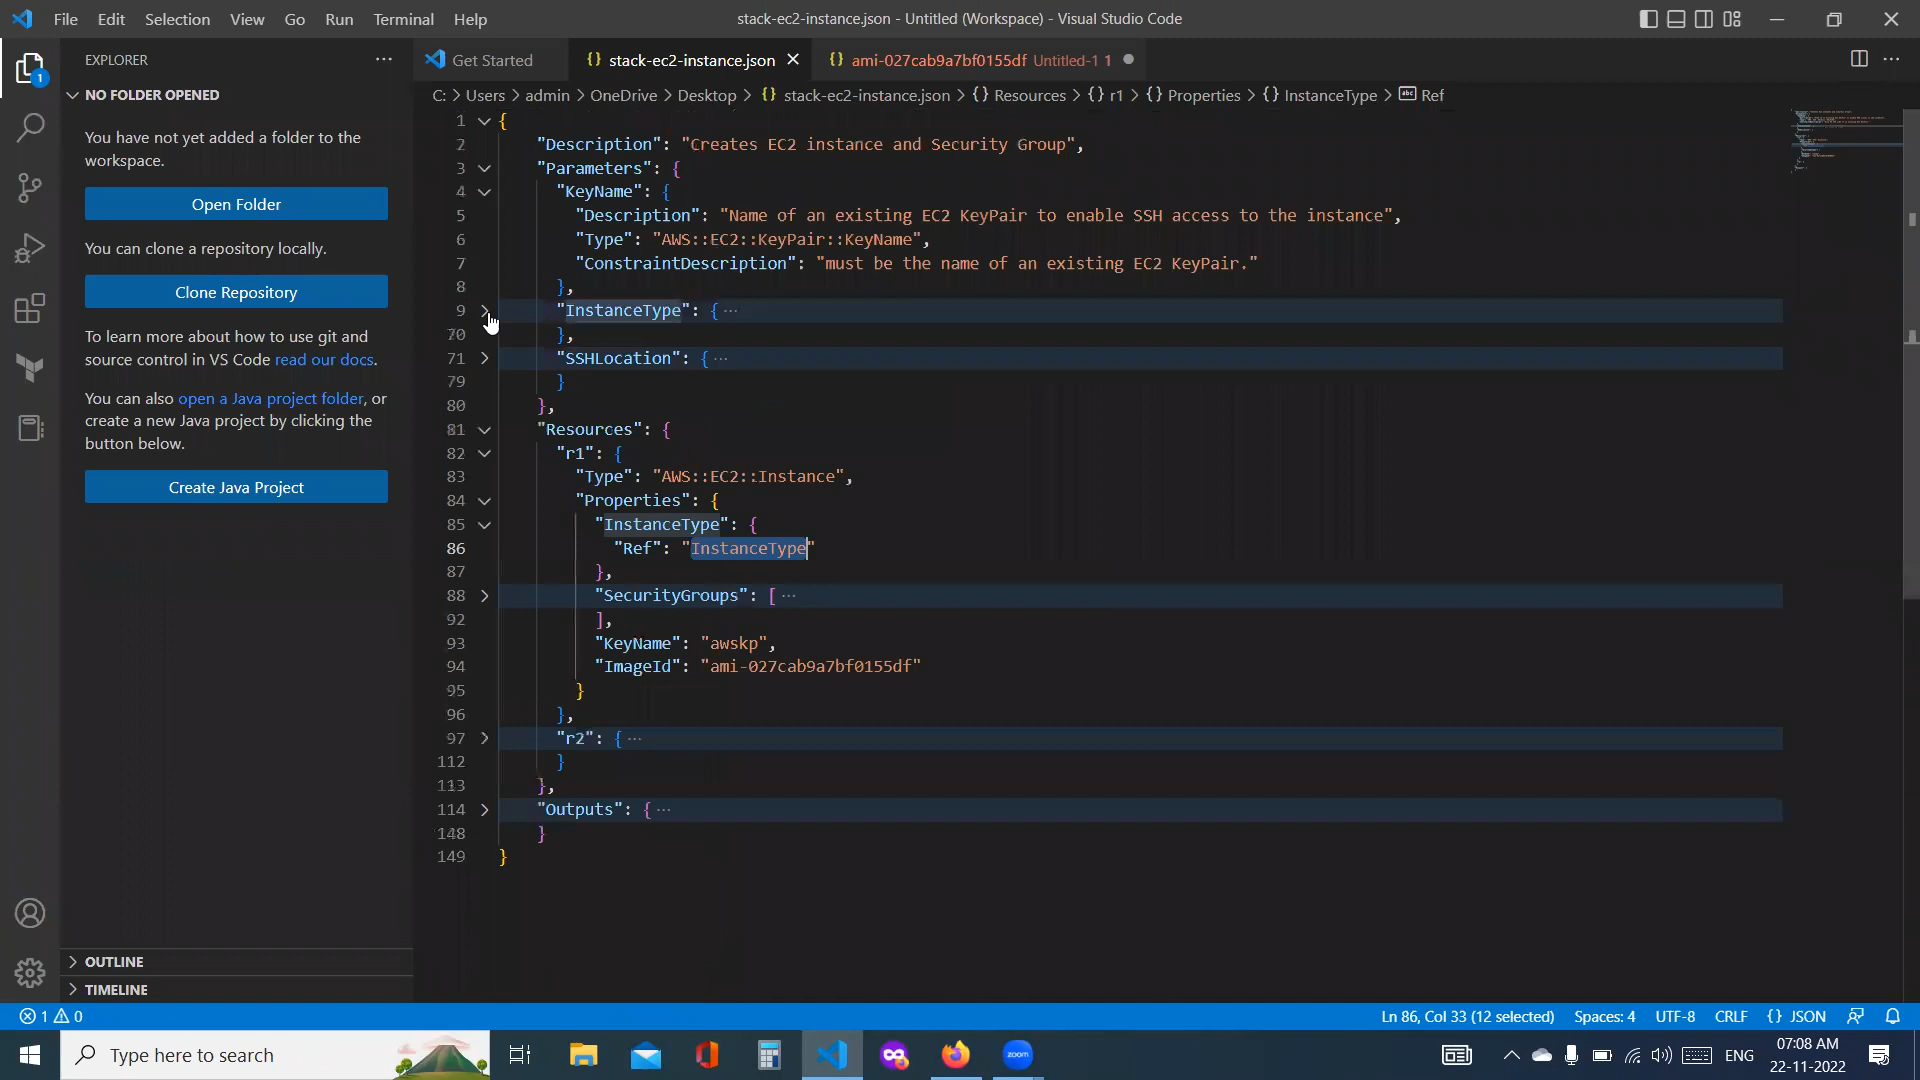 File Edit Selection View Go Run Terminal Help
stack-ec2-instance.json - Untitled (Workspace) - Visual Studio Code
EXPLORER
Get Started
{} stack-ec2-instance.json
{} ami-027cab9a7bf0155df Untitled-1 1
NO FOLDER OPENED
You have not yet added a folder to the
workspace.
Open Folder
You can clone a repository locally.
Clone Repository
To learn more about how to use git and
source control in VS Code read our docs.
You can also open a Java project folder, or
create a new Java project by clicking the
button below.
Create Java Project
OUTLINE
TIMELINE
C: > Users > admin > OneDrive > Desktop > {} stack-ec2-instance.json > {} Resources > {} r1 > {} Properties > {} InstanceType > Ref
1 {
2 "Description": "Creates EC2 instance and Security Group",
3 "Parameters": {
4 "KeyName": {
5 "Description": "Name of an existing EC2 KeyPair to enable SSH access to the instance",
6 "Type": "AWS::EC2::KeyPair::KeyName",
7 "ConstraintDescription": "must be the name of an existing EC2 KeyPair."
8 },
9 "InstanceType": { ...
70 },
71 "SSHLocation": { ...
79 }
80 },
81 "Resources": {
82 "r1": {
83 "Type": "AWS::EC2::Instance",
84 "Properties": {
85 "InstanceType": {
86 "Ref": "InstanceType"
87 },
88 "SecurityGroups": [ ...
92 ],
93 "KeyName": "awskp",
94 "ImageId": "ami-027cab9a7bf0155df"
95 }
96 },
97 "r2": { ...
112 }
113 },
114 "Outputs": { ...
148 }
149 }
1 0
Ln 86, Col 33 (12 selected) Spaces: 4 UTF-8 CRLF {} JSON
Type here to search
zoom
ENG
07:08 AM
22-11-2022